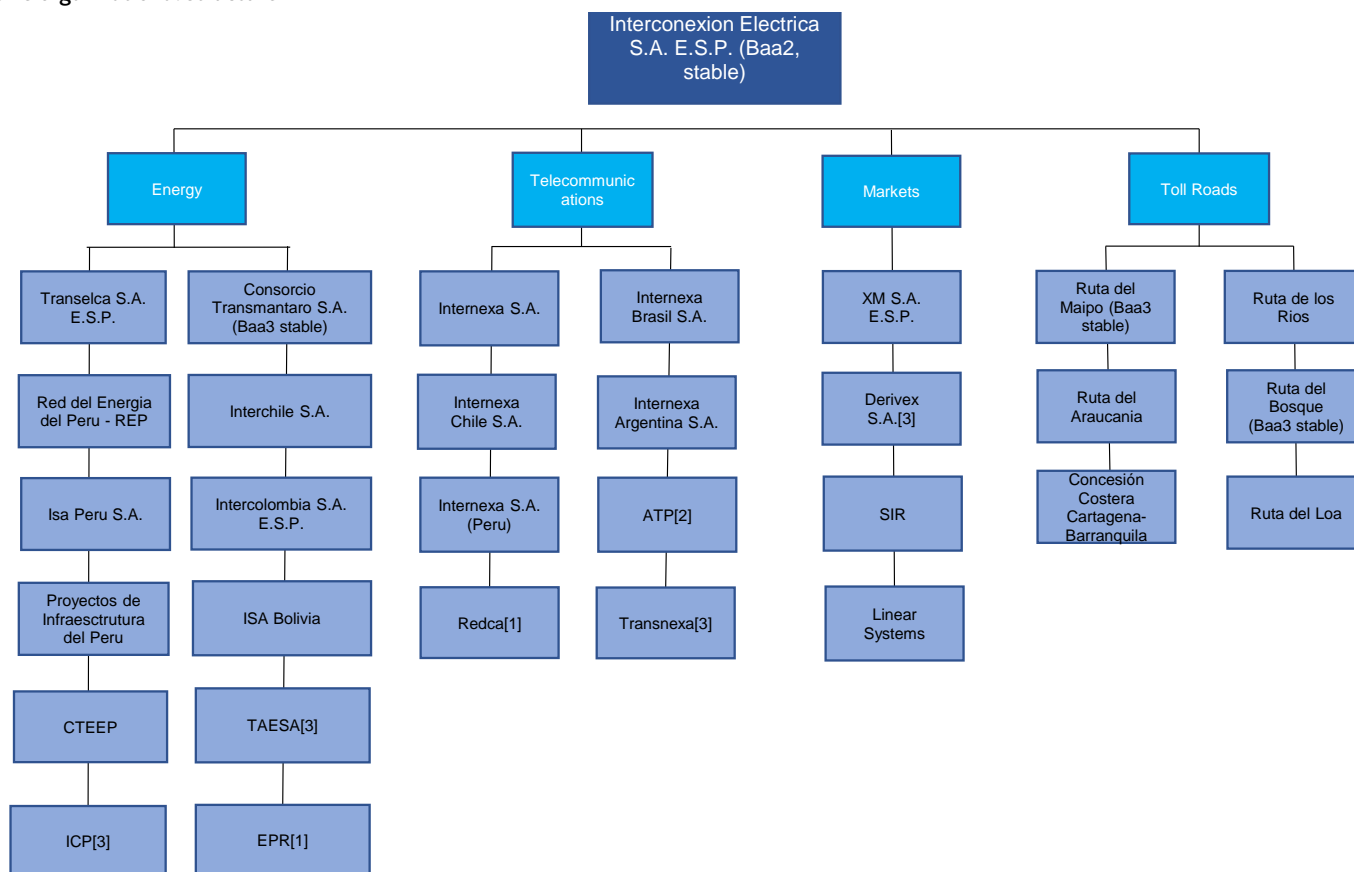 Interconexion Electrica
S.A. E.S.P. (Baa2,
stable)
Energy
Telecommunic
ations
Markets
Toll Roads
Transelca S.A.
E.S.P.
Consorcio
Transmantaro S.A.
(Baa3 stable)
Internexa S.A.
Internexa
Brasil S.A.
XM S.A.
E.S.P.
Ruta del
Maipo (Baa3
stable)
Ruta de los
Rios
Red del Energia
del Peru - REP
Interchile S.A.
Internexa
Chile S.A.
Internexa
Argentina S.A.
Derivex
S.A.[3]
Ruta del
Araucania
Ruta del
Bosque
(Baa3 stable)
Isa Peru S.A.
Intercolombia S.A.
E.S.P.
Internexa S.A.
(Peru)
ATP[2]
SIR
Concesión
Costera
Cartagena-
Barranquila
Ruta del Loa
Proyectos de
Infraesctrutura
del Peru
ISA Bolivia
Redca[1]
Transnexa[3]
Linear
Systems
CTEEP
TAESA[3]
ICP[3]
EPR[1]